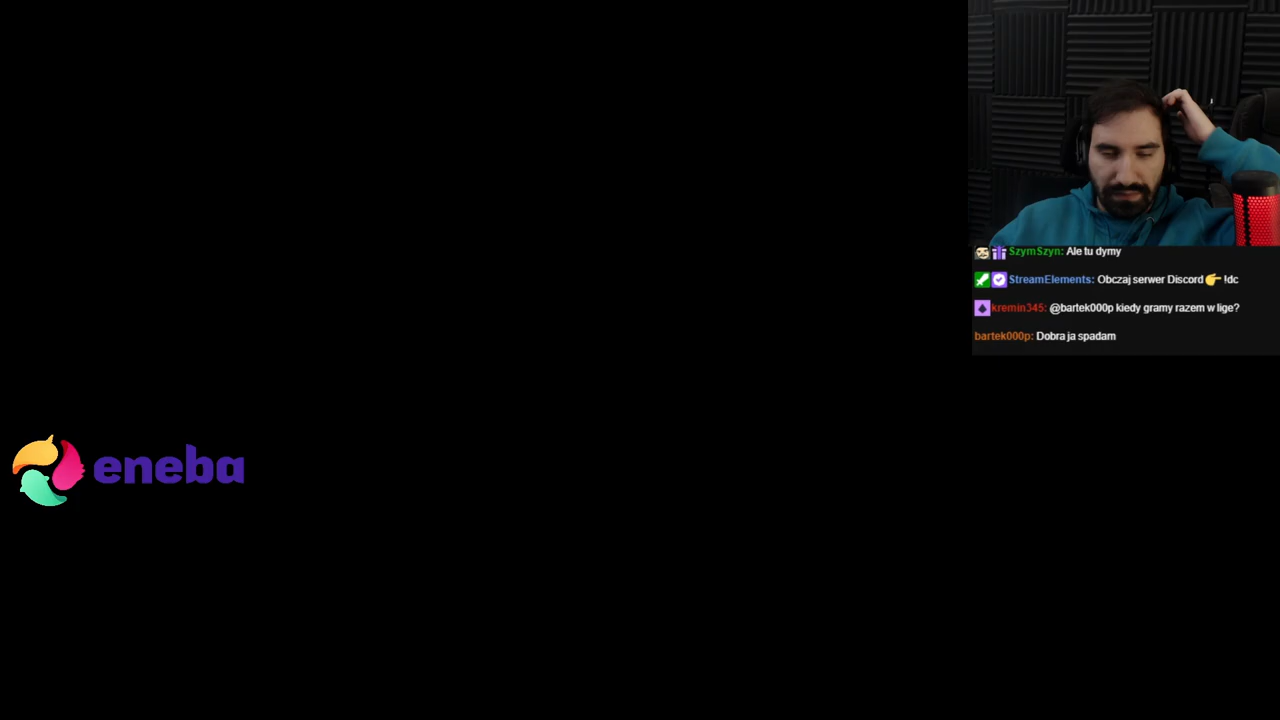 SzymSzyn: Ale tu dymy
StreamElements: Obczaj serwer Discord 👉 !dc
kremin345: @bartek000p kiedy gramy razem w lige?
bartek000p: Dobra ja spadam
eneba